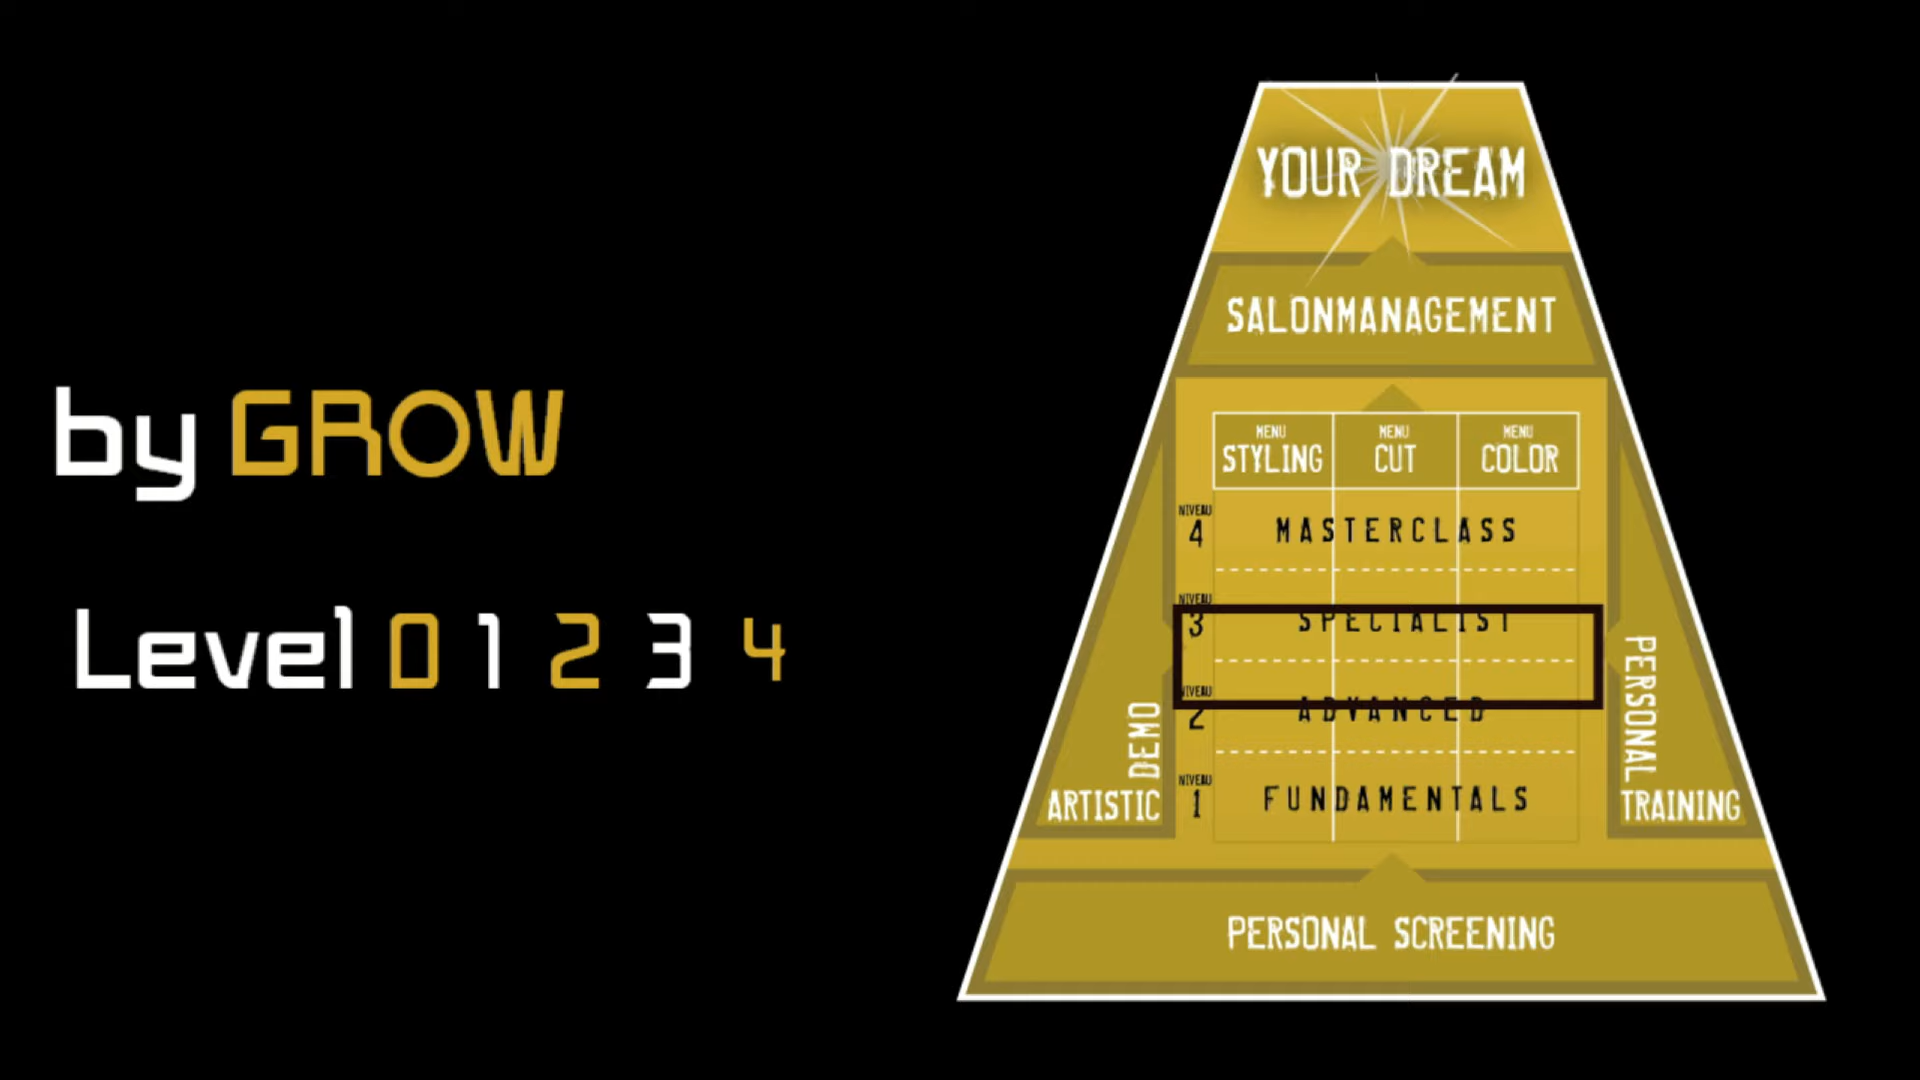 by GROW
Level 0 1 2 3 4
YOUR DREAM
SALONMANAGEMENT
MENU STYLING
MENU CUT
MENU COLOR
NIVEAU 4 MASTERCLASS
NIVEAU 3 SPECIALIST
NIVEAU 2 ADVANCED
NIVEAU 1 FUNDAMENTALS
ARTISTIC DEMO
PERSONAL TRAINING
PERSONAL SCREENING